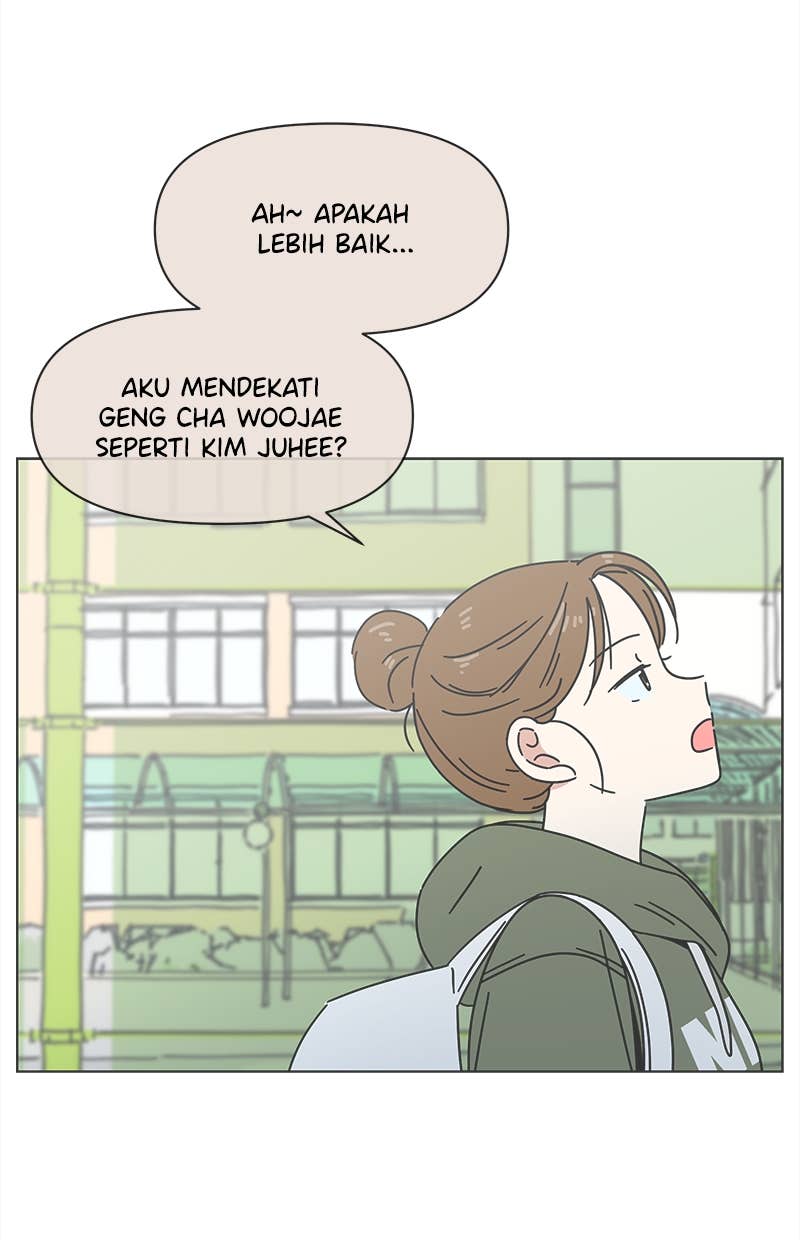 AH~ APAKAH
LEBIH BAIK...
AKU MENDEKATI
GENG CHA WOOJAE
SEPERTI KIM JUHEE?